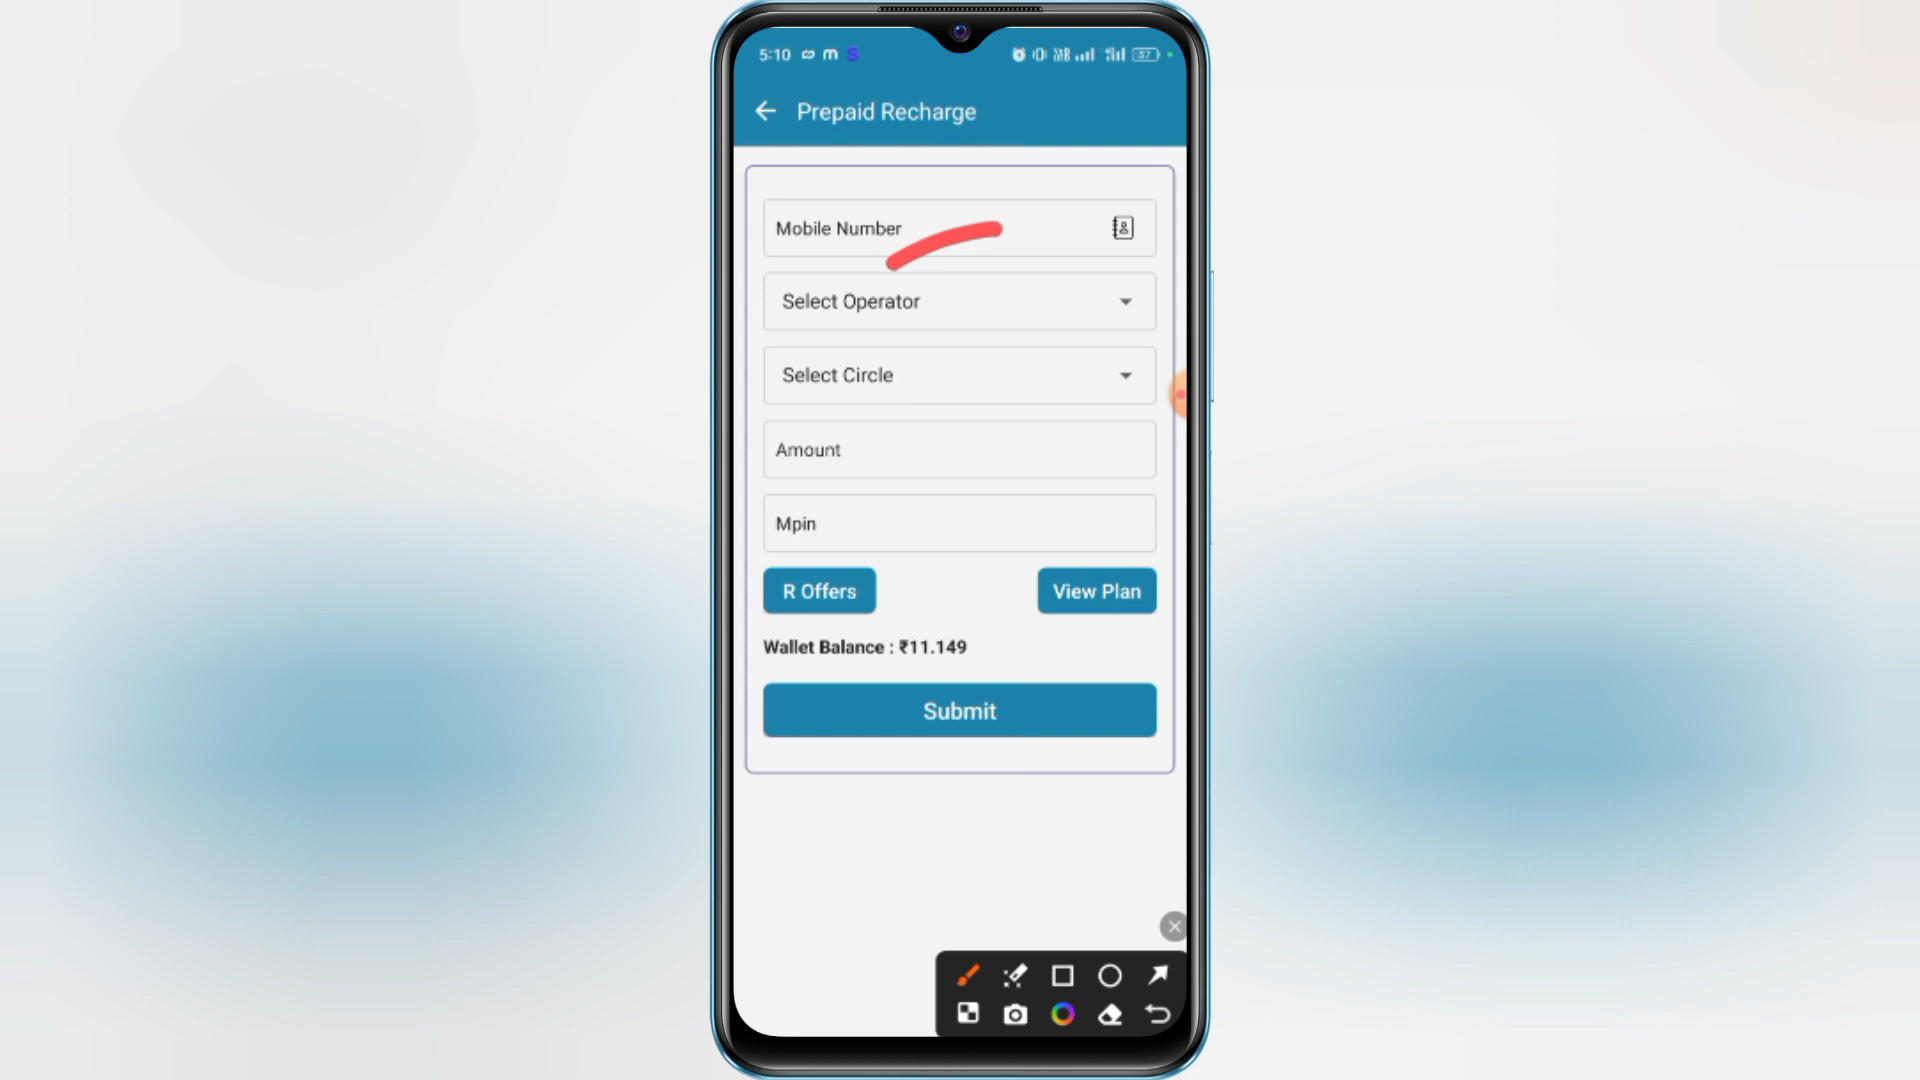 5:10 m S 37
Prepaid Recharge
Mobile Number
Select Operator
Select Circle
Amount
Mpin
R Offers View Plan
Wallet Balance : ₹11.149
Submit